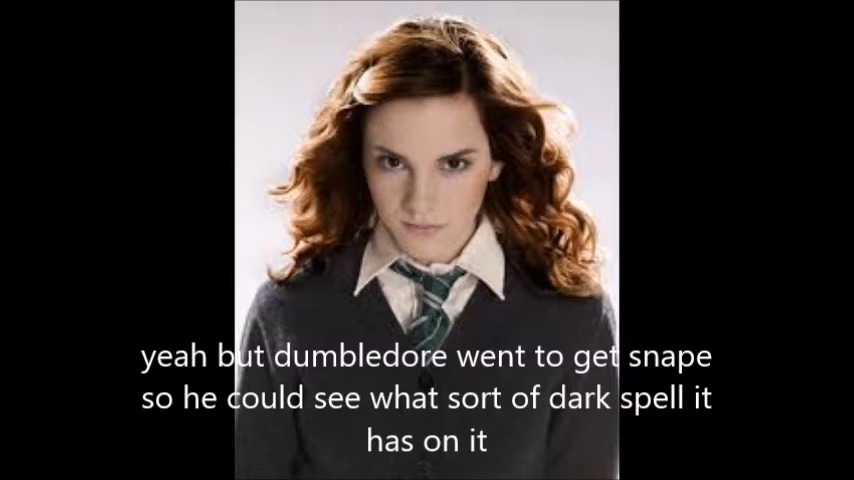 yeah but dumbledore went to get snape
so he could see what sort of dark spell it
has on it